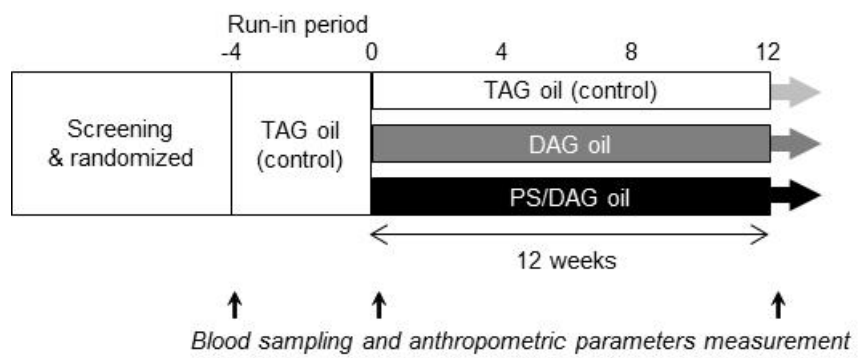 Run-in period
-4 0 4 8 12
Screening
& randomized
TAG oil
(control)
TAG oil (control)
DAG oil
PS/DAG oil
12 weeks
Blood sampling and anthropometric parameters measurement